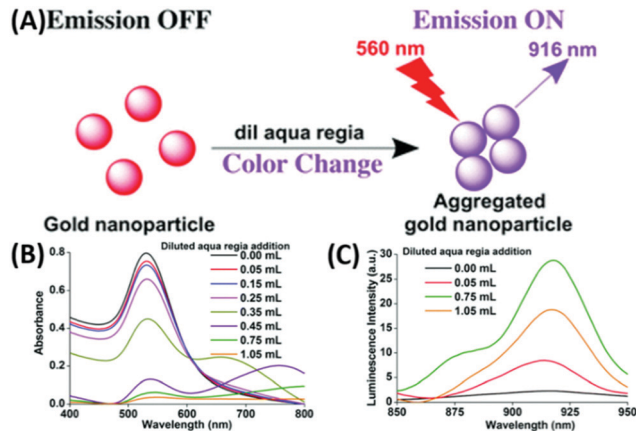 (A) Emission OFF
Emission ON
560 nm
916 nm
dil aqua regia
Color Change
Gold nanoparticle
Aggregated
gold nanoparticle
(B)
Diluted aqua regia addition
0.00 mL
0.05 mL
0.15 mL
0.25 mL
0.35 mL
0.45 mL
0.75 mL
1.05 mL
Absorbance
0.8
0.6
0.4
0.2
0.0
400 500 600 700 800
Wavelength (nm)
(C)
Diluted aqua regia addition
0.00 mL
0.05 mL
0.75 mL
1.05 mL
Luminescence Intensity (a.u.)
35
30
25
20
15
10
5
0
850 875 900 925 950
Wavelength (nm)